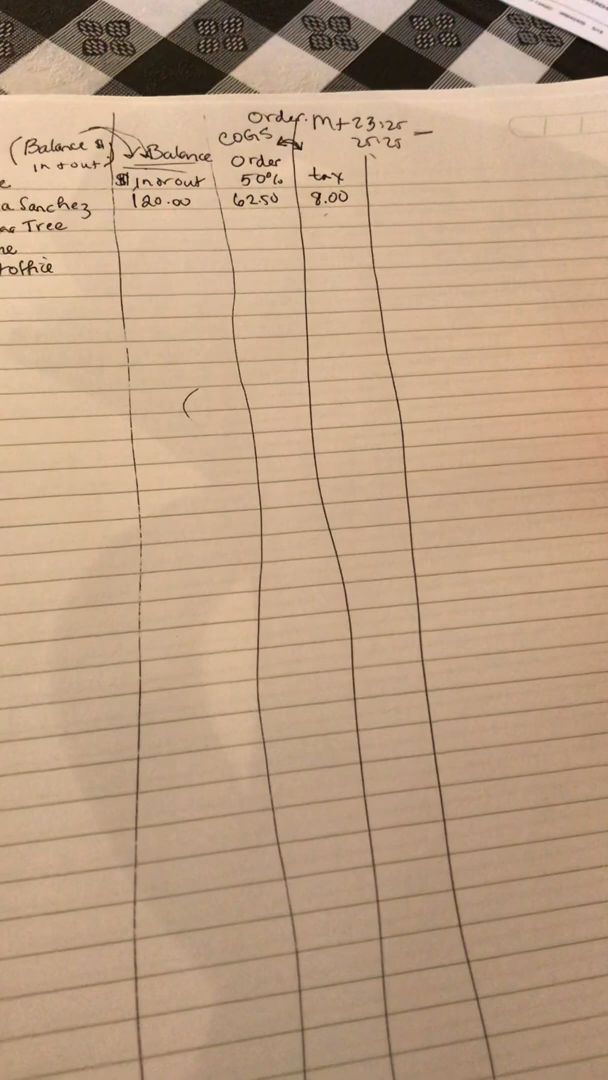 Order. M+ 23.25 –
COGS 25.25
(Balance $ Balance Order
in & out) $ in or out 50% tax
e
a Sanchez 120.00 62.50 8.00
Tree
ne
toffice